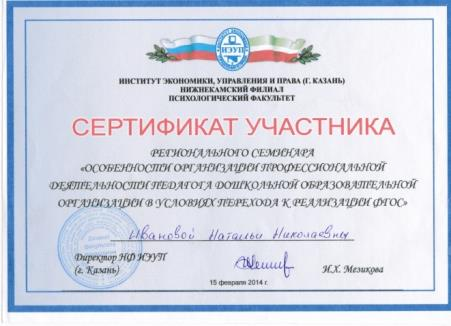 ИЭУП
ИНСТИТУТ ЭКОНОМИКИ, УПРАВЛЕНИЯ И ПРАВА (Г. КАЗАНЬ)
НИЖНЕКАМСКИЙ ФИЛИАЛ
ПСИХОЛОГИЧЕСКИЙ ФАКУЛЬТЕТ
СЕРТИФИКАТ УЧАСТНИКА
РЕГИОНАЛЬНОГО СЕМИНАРА
«ОСОБЕННОСТИ ОРГАНИЗАЦИИ ПРОФЕССИОНАЛЬНОЙ
ДЕЯТЕЛЬНОСТИ ПЕДАГОГА ДОШКОЛЬНОЙ ОБРАЗОВАТЕЛЬНОЙ
ОРГАНИЗАЦИИ В УСЛОВИЯХ ПЕРЕХОДА К РЕАЛИЗАЦИИ ФГОС»
Ивановой Натальи Николаевны
Директор НФ ИЭУП
(г. Казань)
И.Х. Мезикова
15 февраля 2014 г.